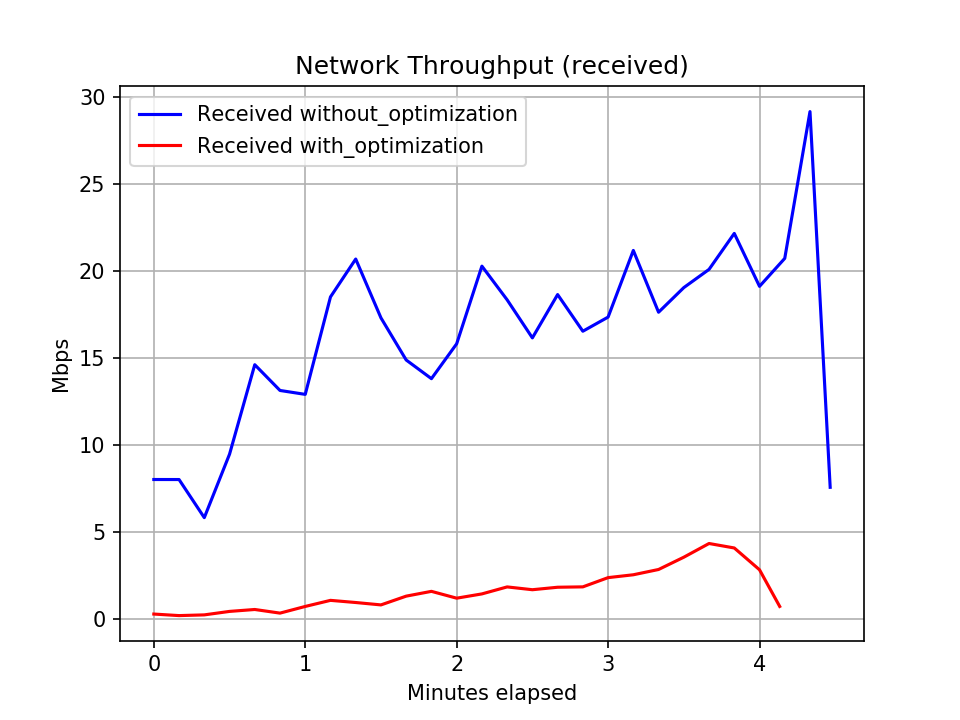 Network Throughput (received)
30
Received without_optimization
Received with_optimization
25
20
15
10
5
0
Mbps
0 1 2 3 4
Minutes elapsed